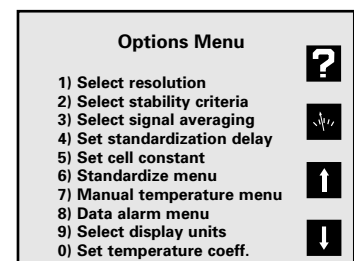 Options Menu
?
1) Select resolution
2) Select stability criteria
3) Select signal averaging
4) Set standardization delay
5) Set cell constant
6) Standardize menu
7) Manual temperature menu
8) Data alarm menu
9) Select display units
0) Set temperature coeff.